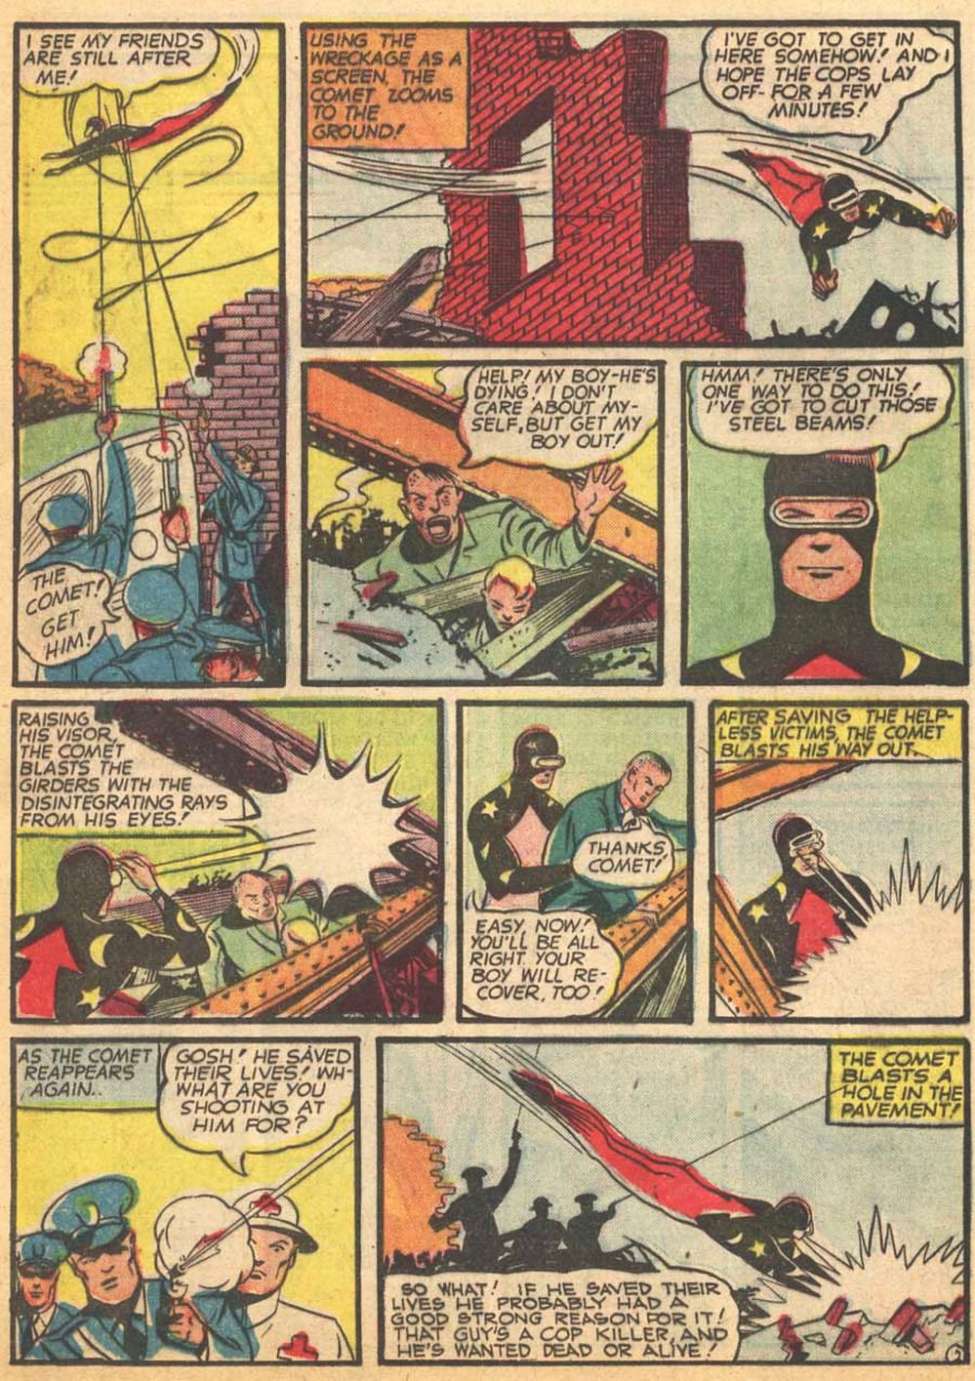 I SEE MY FRIENDS
ARE STILL AFTER
ME!
THE
COMET!
GET
HIM!
USING THE
WRECKAGE AS A
SCREEN, THE
COMET ZOOMS
TO THE
GROUND!
I'VE GOT TO GET IN
HERE SOMEHOW! AND I
HOPE THE COPS LAY
OFF- FOR A FEW
MINUTES!
HELP! MY BOY-HE'S
DYING! I DON'T
CARE ABOUT MY-
SELF, BUT GET MY
BOY OUT!
HMM! THERE'S ONLY
ONE WAY TO DO THIS!
I'VE GOT TO CUT THOSE
STEEL BEAMS!
RAISING
HIS VISOR,
THE COMET
BLASTS THE
GIRDERS WITH THE
DISINTEGRATING RAYS
FROM HIS EYES!
THANKS,
COMET!
EASY, NOW!
YOU'LL BE ALL
RIGHT. YOUR
BOY WILL RE-
COVER, TOO!
AFTER SAVING THE HELP-
LESS VICTIMS, THE COMET
BLASTS HIS WAY OUT.
AS THE COMET
REAPPEARS
AGAIN..
GOSH! HE SAVED
THEIR LIVES! WH-
WHAT ARE YOU
SHOOTING AT
HIM FOR?
THE COMET
BLASTS A
HOLE IN THE
PAVEMENT!
SO WHAT! IF HE SAVED THEIR
LIVES HE PROBABLY HAD A
GOOD STRONG REASON FOR IT!
THAT GUY'S A COP KILLER, AND
HE'S WANTED DEAD OR ALIVE!